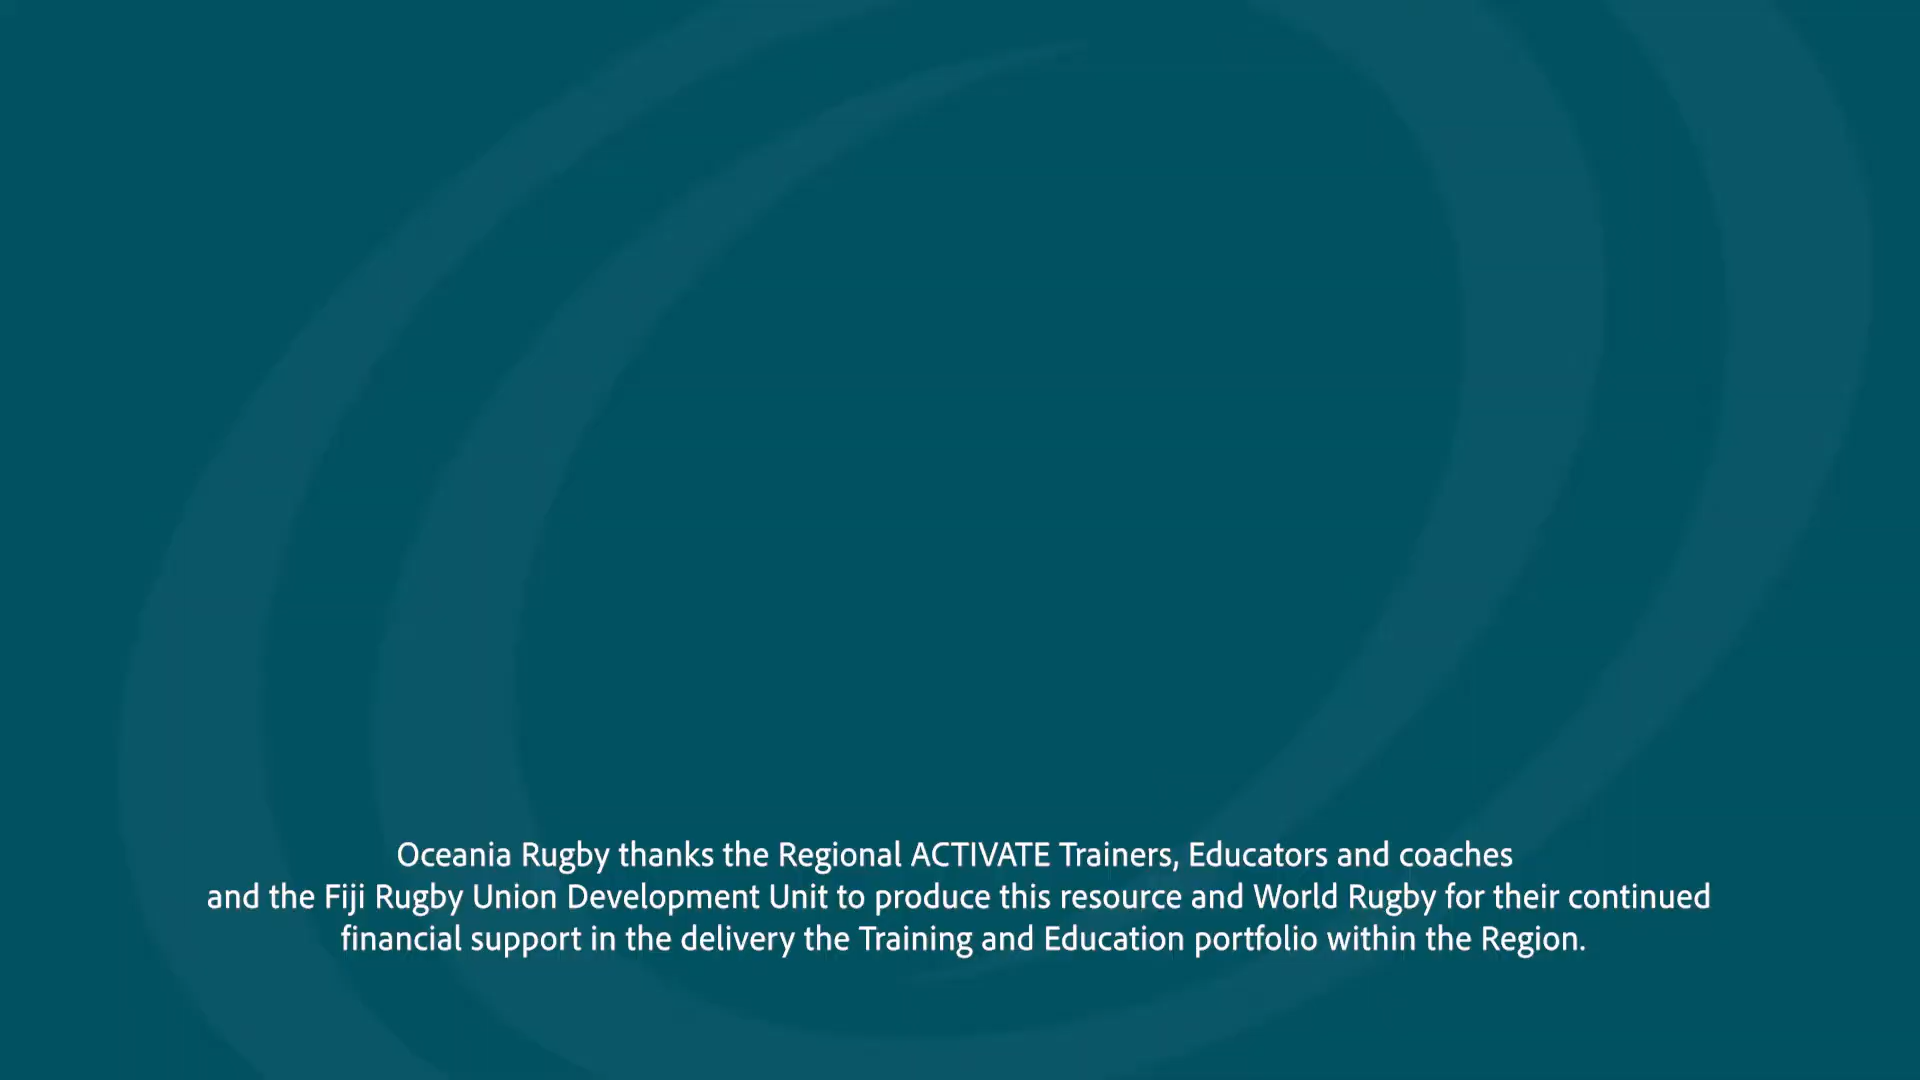 Oceania Rugby thanks the Regional ACTIVATE Trainers, Educators and coaches
and the Fiji Rugby Union Development Unit to produce this resource and World Rugby for their continued
financial support in the delivery the Training and Education portfolio within the Region.